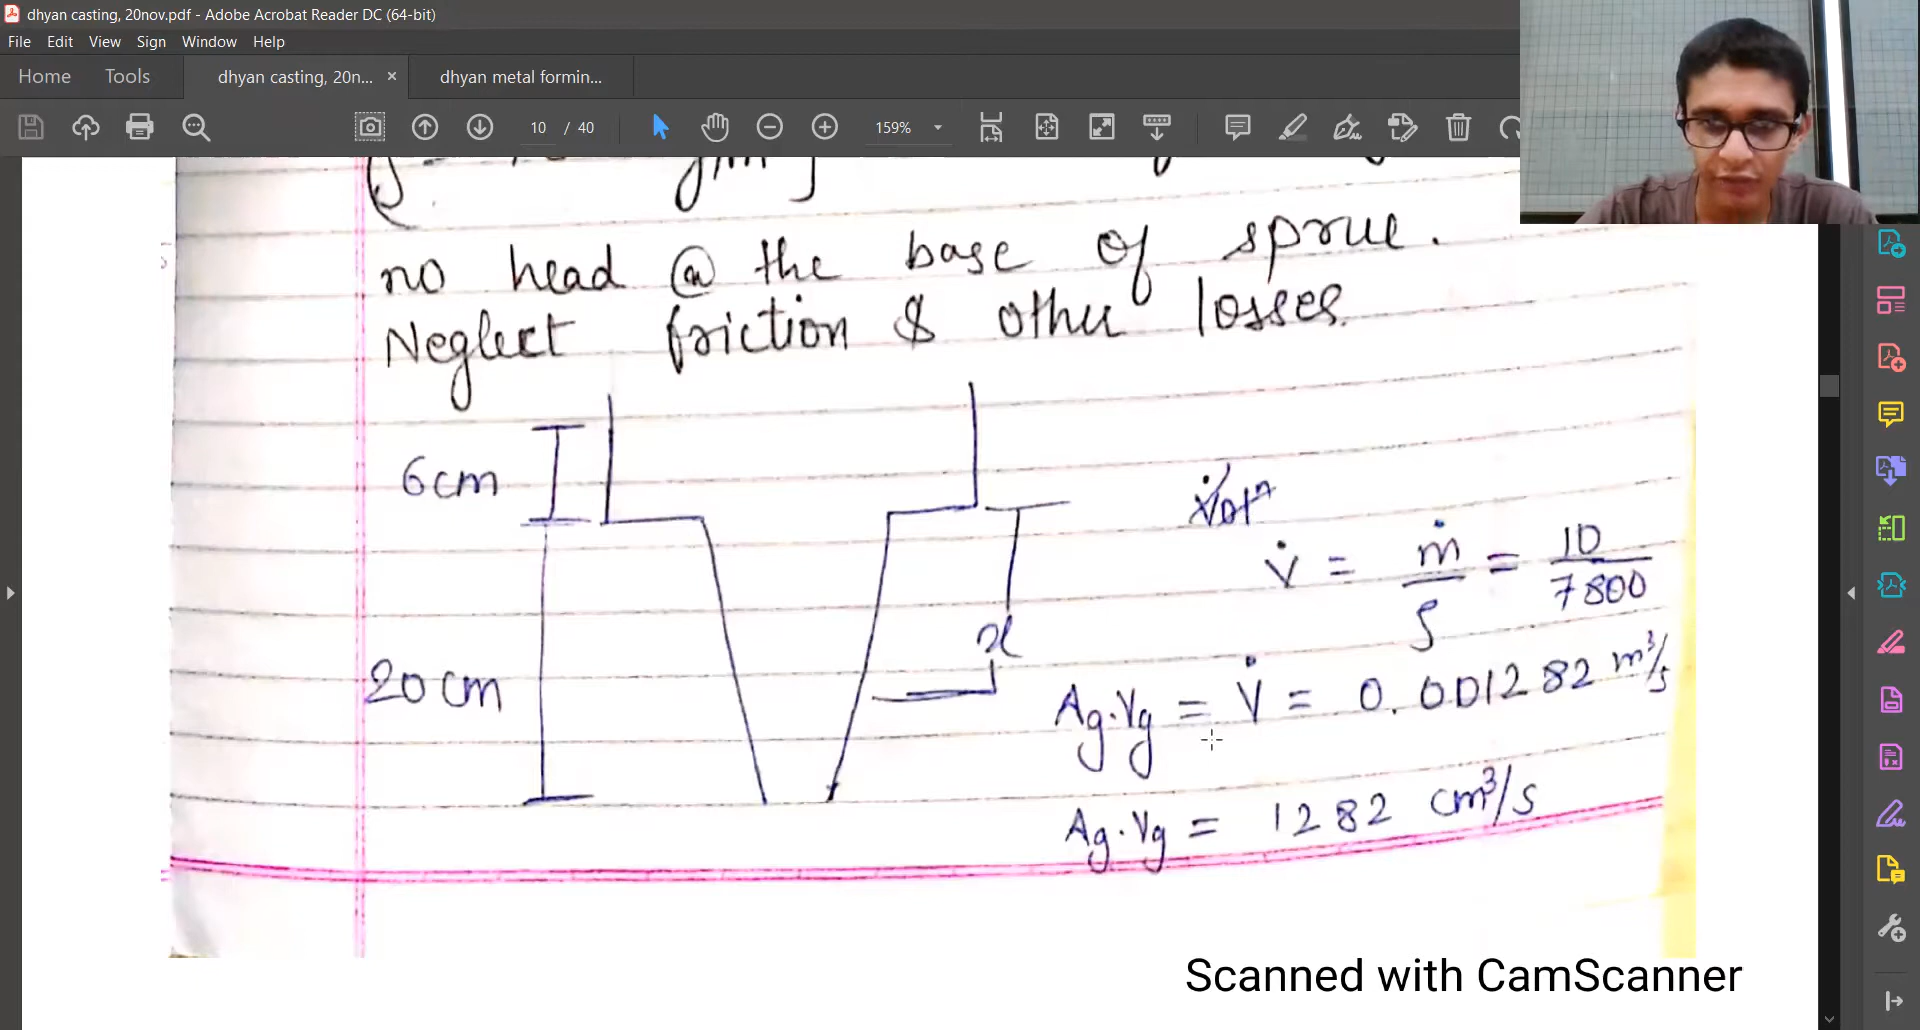 dhyan casting, 20nov.pdf - Adobe Acrobat Reader DC (64-bit)
File Edit View Sign Window Help
Home Tools dhyan casting, 20n... × dhyan metal formin...
10 / 40 159%
no head @ the base of sprue.
Neglect friction & other losses.
6cm
V̇ = ṁ/ρ = 10/7800
x
20 cm
Ag.Vg = V̇ = 0.001282 m³/s
Ag.Vg = 1282 cm³/s
Scanned with CamScanner